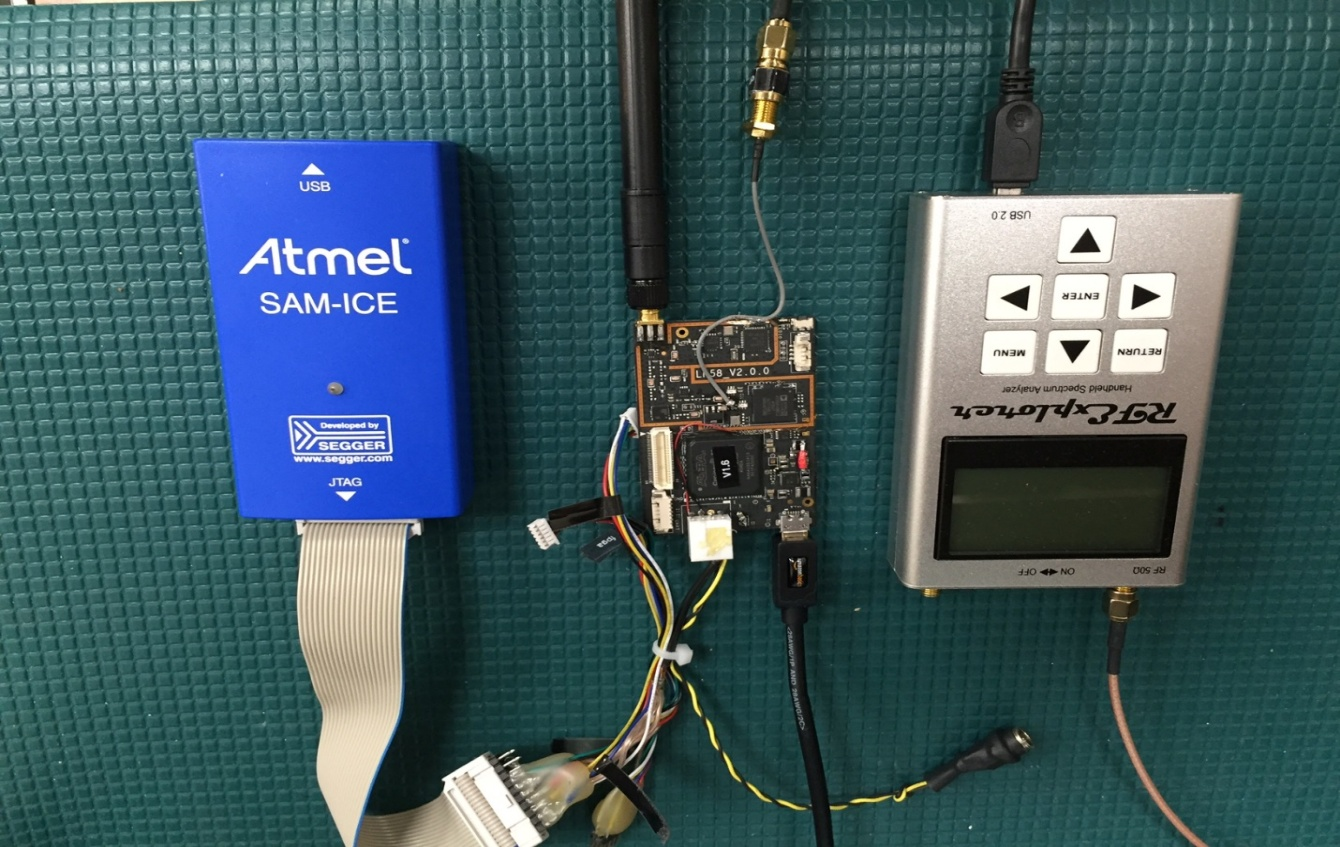 USB
Atmel®
SAM-ICE
Developed by
SEGGER
www.segger.com
JTAG
V2.0.0
V1.6
fpga
USB 2.0
ENTER
MENU
RETURN
Handheld Spectrum Analyzer
RF Explorer
ON ◀▶ OFF
RF 50Ω